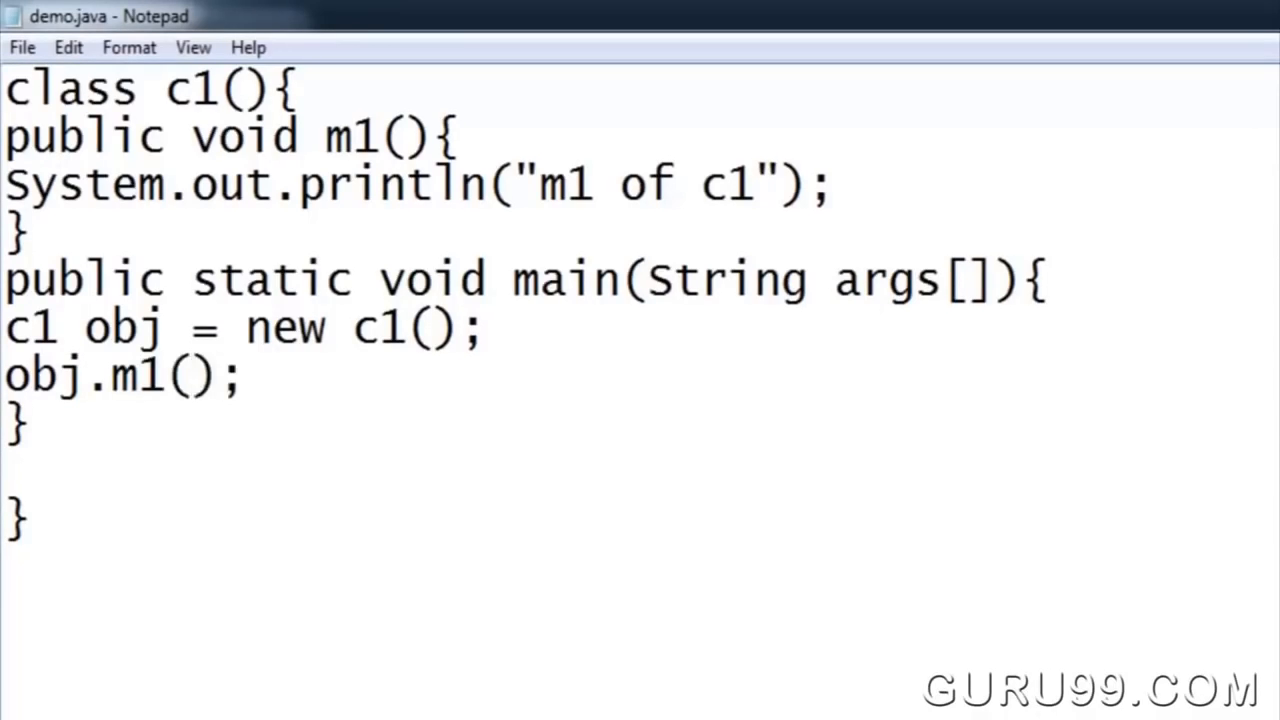 demo.java - Notepad
File Edit Format View Help
class c1(){
public void m1(){
System.out.println("m1 of c1");
}
public static void main(String args[]){
c1 obj = new c1();
obj.m1();
}
}
GURU99.COM